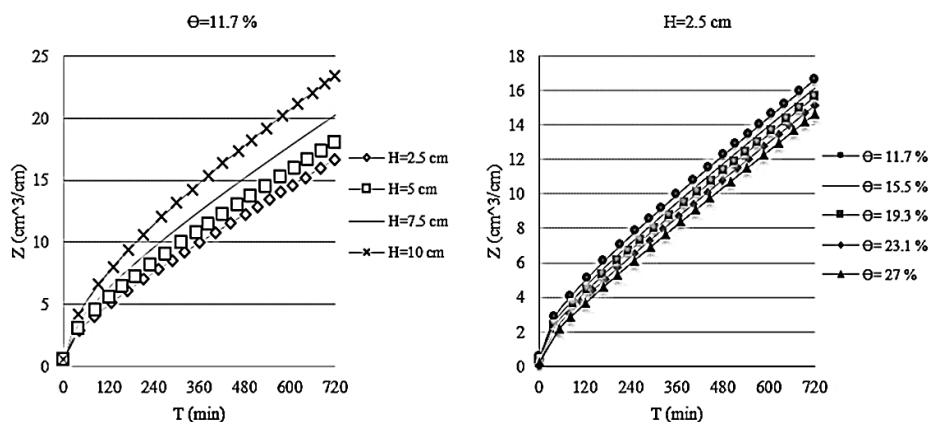 Ө=11.7 %
Z (cm^3/cm)
25
20
15
10
5
0
0 120 240 360 480 600 720
T (min)
H=2.5 cm
H=5 cm
H=7.5 cm
H=10 cm
H=2.5 cm
Z (cm^3/cm)
18
16
14
12
10
8
6
4
2
0
0 120 240 360 480 600 720
T (min)
Ө= 11.7 %
Ө= 15.5 %
Ө= 19.3 %
Ө= 23.1 %
Ө= 27 %